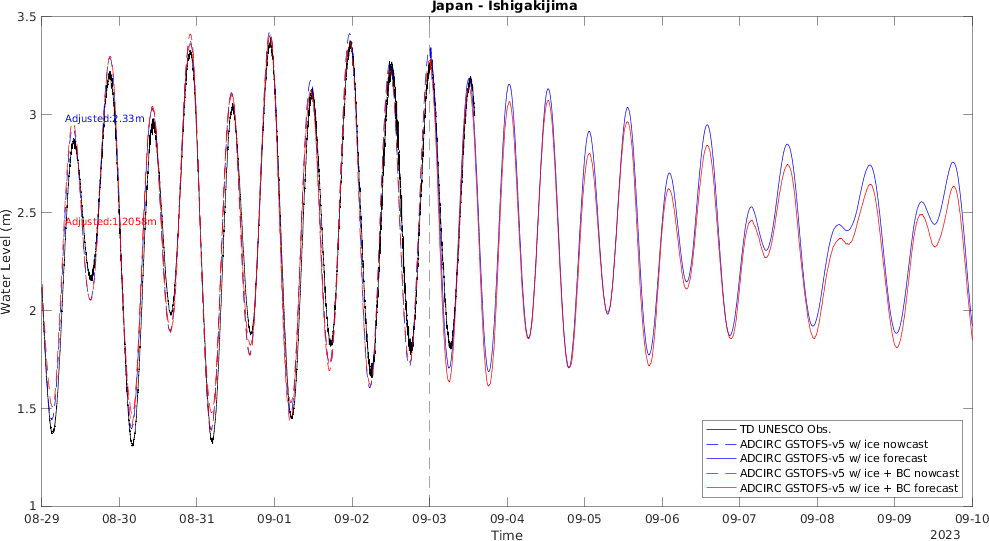 Japan - Ishigakijima
3.5
3
2.5
2
1.5
1
Water Level (m)
Adjusted:2.33m
Adjusted:1.2058m
TD UNESCO Obs.
ADCIRC GSTOFS-v5 w/ ice nowcast
ADCIRC GSTOFS-v5 w/ ice forecast
ADCIRC GSTOFS-v5 w/ ice + BC nowcast
ADCIRC GSTOFS-v5 w/ ice + BC forecast
08-29 08-30 08-31 09-01 09-02 09-03 09-04 09-05 09-06 09-07 09-08 09-09 09-10
Time
2023